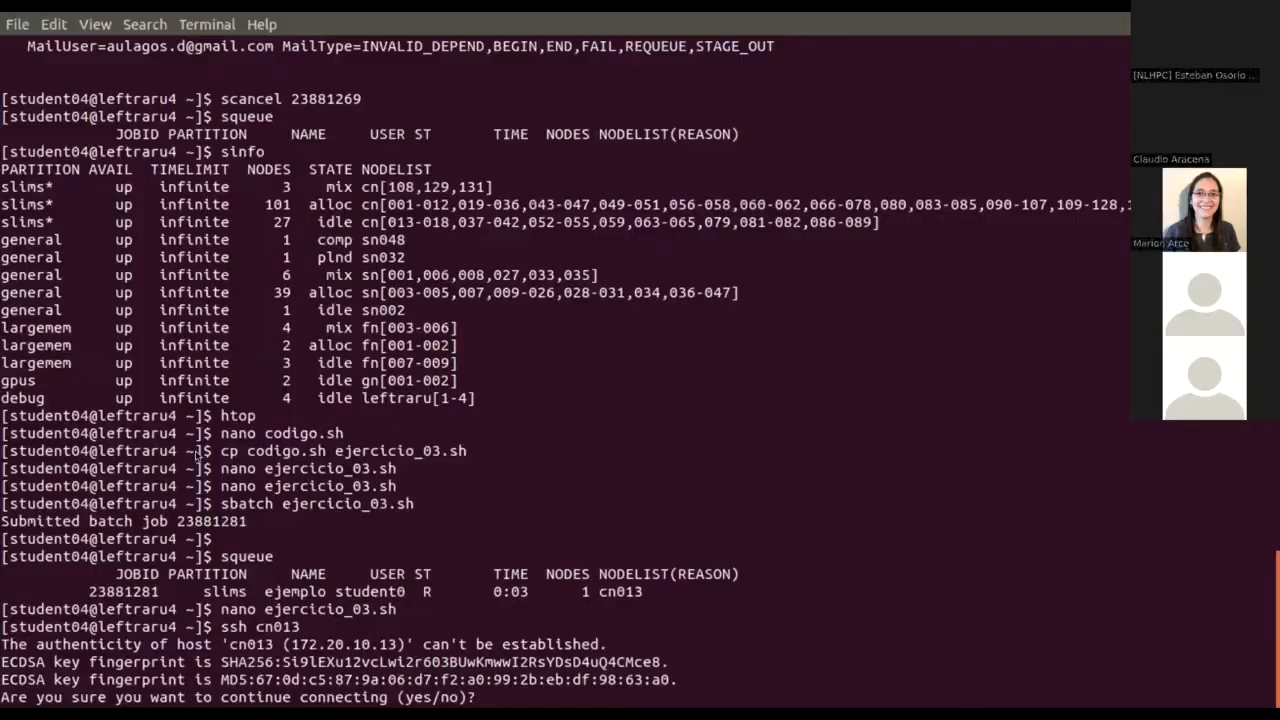 File Edit View Search Terminal Help
MailUser=aulagos.d@gmail.com MailType=INVALID_DEPEND,BEGIN,END,FAIL,REQUEUE,STAGE_OUT
[student04@leftraru4 ~]$ scancel 23881269
[student04@leftraru4 ~]$ squeue
JOBID PARTITION NAME USER ST TIME NODES NODELIST(REASON)
[student04@leftraru4 ~]$ sinfo
PARTITION AVAIL TIMELIMIT NODES STATE NODELIST
slims* up infinite 3 mix cn[108,129,131]
slims* up infinite 101 alloc cn[001-012,019-036,043-047,049-051,056-058,060-062,066-078,080,083-085,090-107,109-128,1
slims* up infinite 27 idle cn[013-018,037-042,052-055,059,063-065,079,081-082,086-089]
general up infinite 1 comp sn048
general up infinite 1 plnd sn032
general up infinite 6 mix sn[001,006,008,027,033,035]
general up infinite 39 alloc sn[003-005,007,009-026,028-031,034,036-047]
general up infinite 1 idle sn002
largemem up infinite 4 mix fn[003-006]
largemem up infinite 2 alloc fn[001-002]
largemem up infinite 3 idle fn[007-009]
gpus up infinite 2 idle gn[001-002]
debug up infinite 4 idle leftraru[1-4]
[student04@leftraru4 ~]$ htop
[student04@leftraru4 ~]$ nano codigo.sh
[student04@leftraru4 ~]$ cp codigo.sh ejercicio_03.sh
[student04@leftraru4 ~]$ nano ejercicio_03.sh
[student04@leftraru4 ~]$ nano ejercicio_03.sh
[student04@leftraru4 ~]$ sbatch ejercicio_03.sh
Submitted batch job 23881281
[student04@leftraru4 ~]$
[student04@leftraru4 ~]$ squeue
JOBID PARTITION NAME USER ST TIME NODES NODELIST(REASON)
23881281 slims ejemplo student0 R 0:03 1 cn013
[student04@leftraru4 ~]$ nano ejercicio_03.sh
[student04@leftraru4 ~]$ ssh cn013
The authenticity of host 'cn013 (172.20.10.13)' can't be established.
ECDSA key fingerprint is SHA256:Si9lEXu12vcLwi2r603BUwKmwwI2RsYDsD4uQ4CMce8.
ECDSA key fingerprint is MD5:67:0d:c5:87:9a:06:d7:f2:a0:99:2b:eb:df:98:63:a0.
Are you sure you want to continue connecting (yes/no)?
[NLHPC] Esteban Osorio ...
Claudio Aracena
Marion Arce